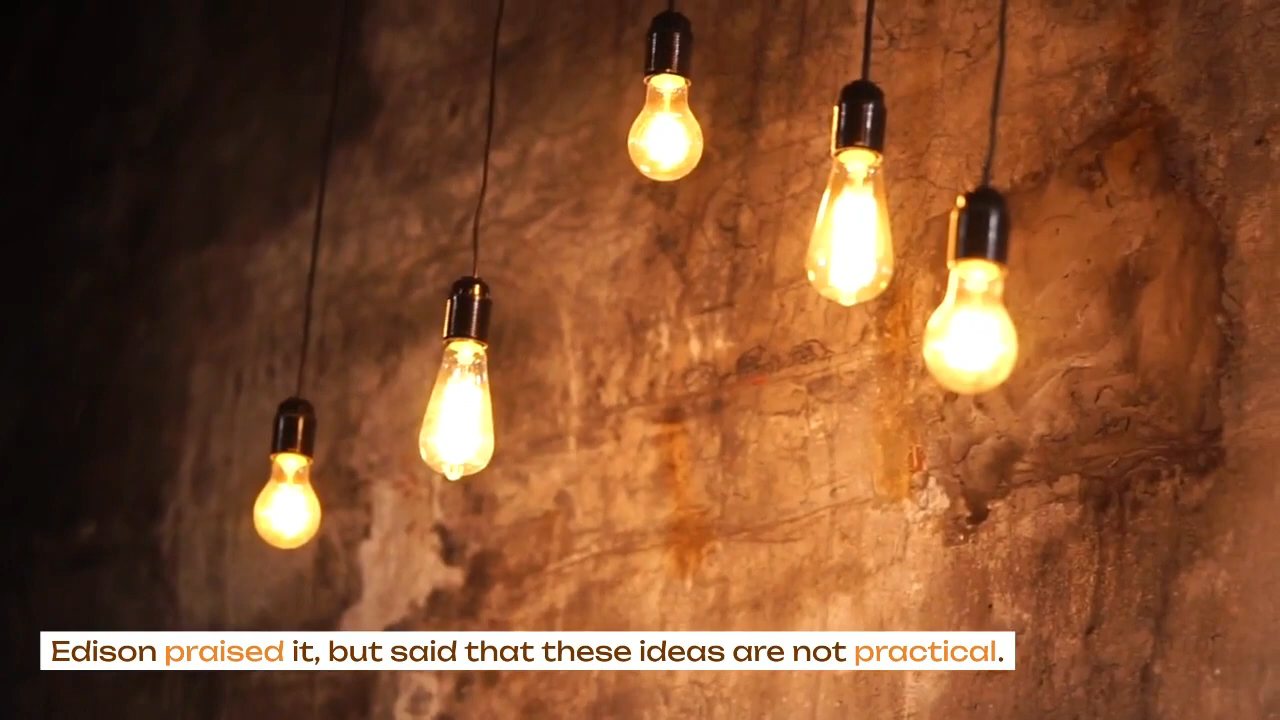 Edison praised it, but said that these ideas are not practical.